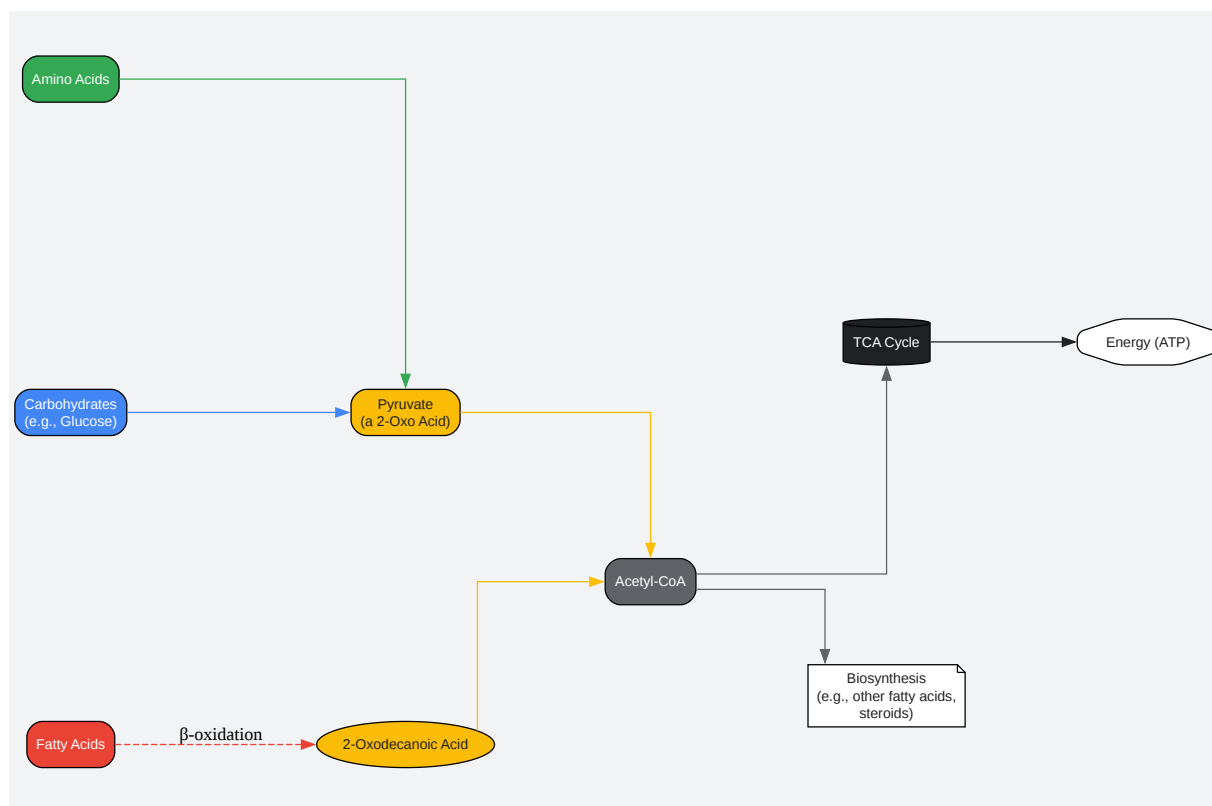 Amino Acids
Carbohydrates
(e.g., Glucose)
Pyruvate
(a 2-Oxo Acid)
TCA Cycle
Energy (ATP)
Acetyl-CoA
Biosynthesis
(e.g., other fatty acids,
steroids)
Fatty Acids
β-oxidation
2-Oxodecanoic Acid